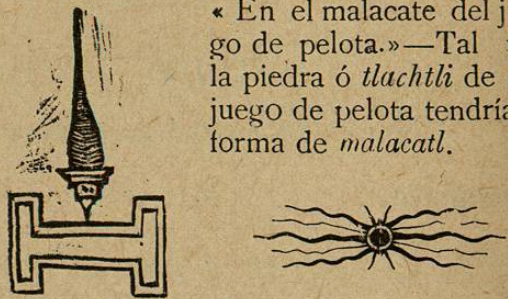 « En el malacate del j
go de pelota.»—Tal
la piedra ó tlachtli de
juego de pelota tendría
forma de malacatl.